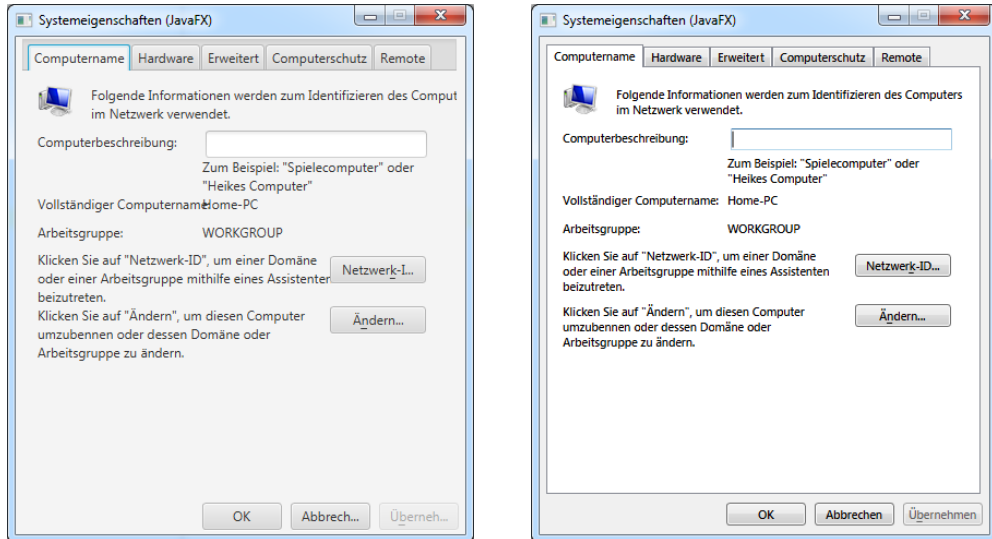 Systemeigenschaften (JavaFX)
Computername Hardware Erweitert Computerschutz Remote
Folgende Informationen werden zum Identifizieren des Comput
im Netzwerk verwendet.
Computerbeschreibung:
Zum Beispiel: "Spielecomputer" oder
"Heikes Computer"
Vollständiger Computername: Home-PC
Arbeitsgruppe: WORKGROUP
Klicken Sie auf "Netzwerk-ID", um einer Domäne
oder einer Arbeitsgruppe mithilfe eines Assistenten
beizutreten.
Netzwerk-I...
Klicken Sie auf "Ändern", um diesen Computer
umzubennen oder dessen Domäne oder
Arbeitsgruppe zu ändern.
Ändern...
OK Abbrech... Überneh...
Systemeigenschaften (JavaFX)
Computername Hardware Erweitert Computerschutz Remote
Folgende Informationen werden zum Identifizieren des Computers
im Netzwerk verwendet.
Computerbeschreibung:
Zum Beispiel: "Spielecomputer" oder
"Heikes Computer"
Vollständiger Computername: Home-PC
Arbeitsgruppe: WORKGROUP
Klicken Sie auf "Netzwerk-ID", um einer Domäne
oder einer Arbeitsgruppe mithilfe eines Assistenten
beizutreten.
Netzwerk-ID...
Klicken Sie auf "Ändern", um diesen Computer
umzubennen oder dessen Domäne oder
Arbeitsgruppe zu ändern.
Ändern...
OK Abbrechen Übernehmen